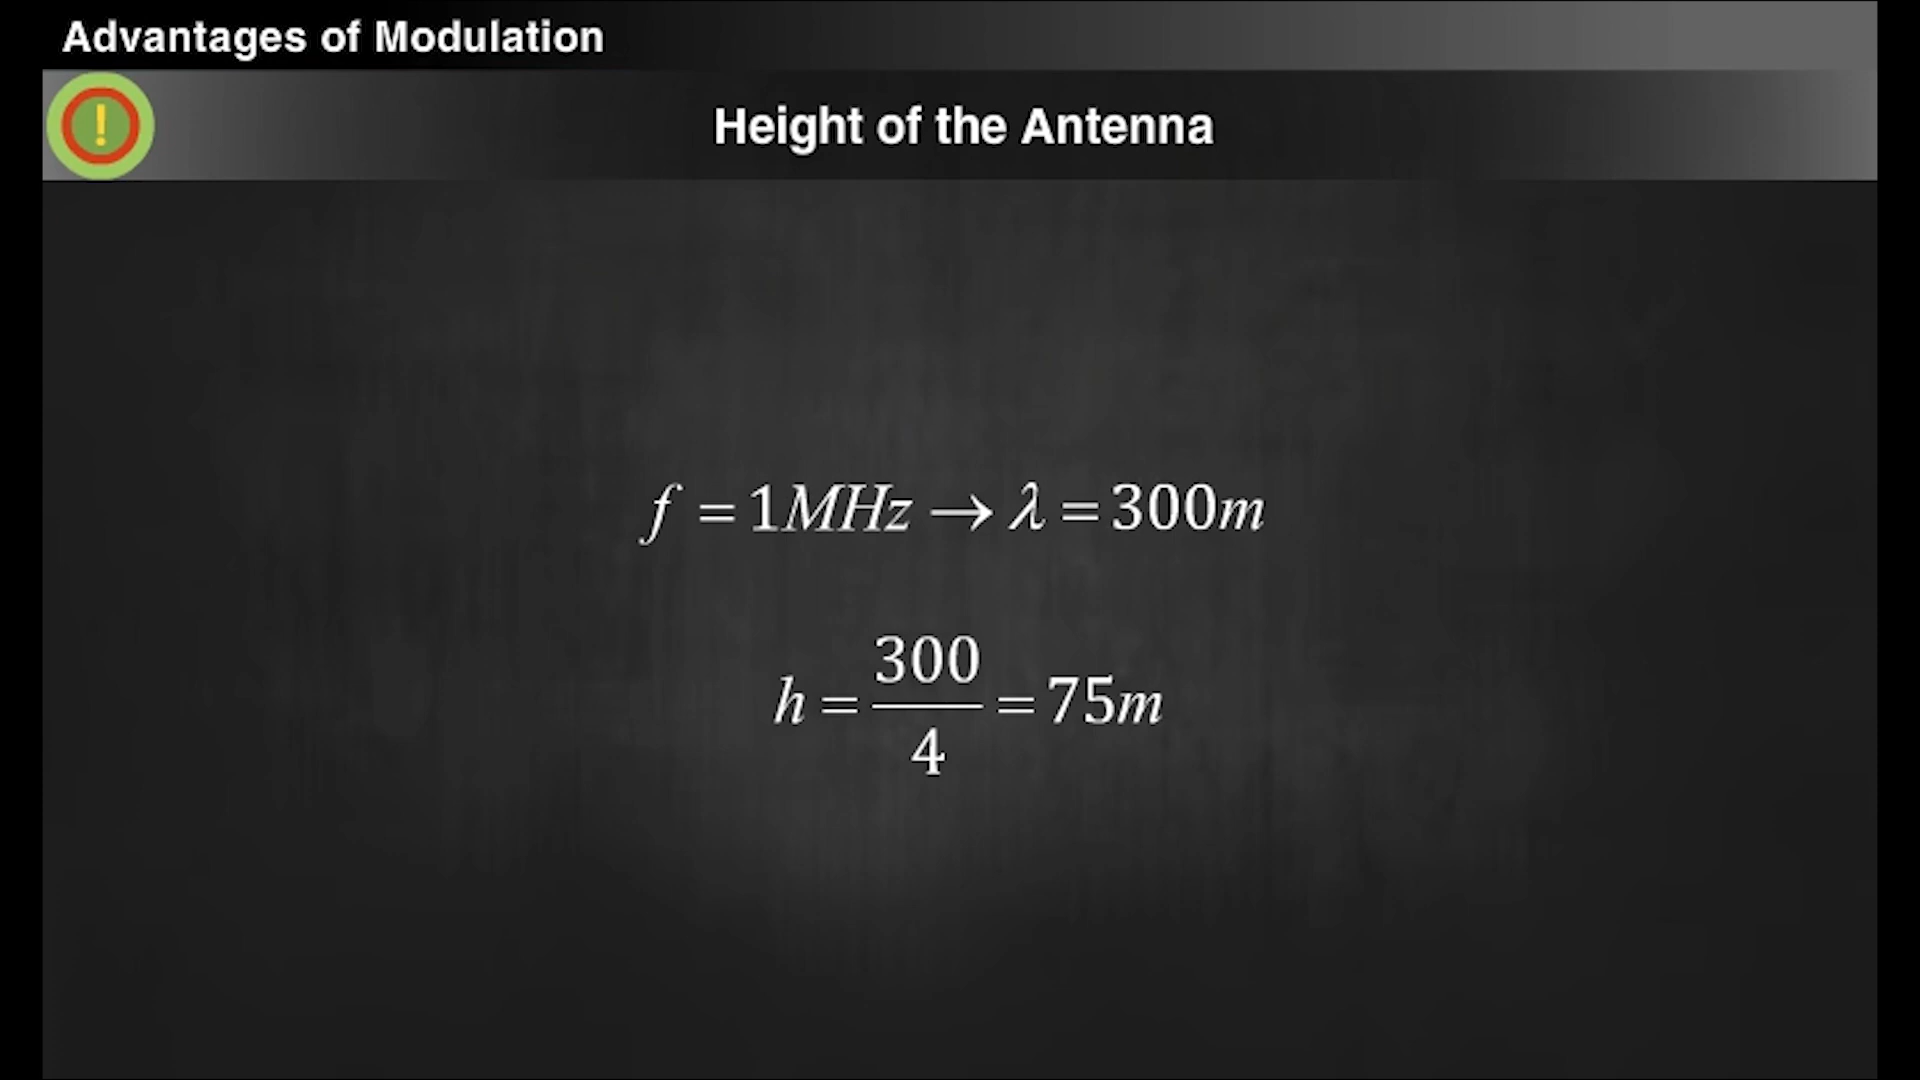 Advantages of Modulation
!
Height of the Antenna
f = 1MHz → λ = 300m
h = 300/4 = 75m